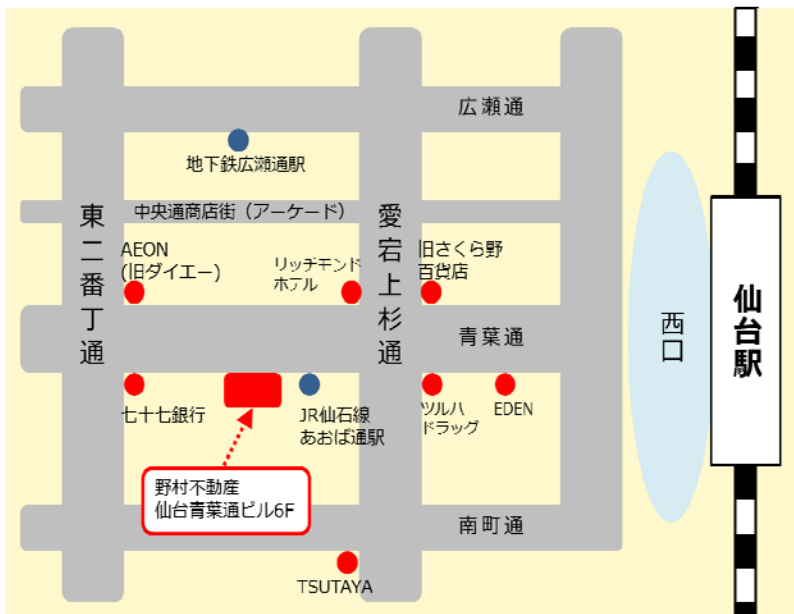 広瀬通
地下鉄広瀬通駅
中央通商店街（アーケード）
東二番丁通
愛宕上杉通
AEON
(旧ダイエー)
リッチモンド
ホテル
旧さくら野
百貨店
青葉通
西口
仙台駅
七十七銀行
JR仙石線
あおば通駅
ツルハ
ドラッグ
EDEN
野村不動産
仙台青葉通ビル6F
南町通
TSUTAYA